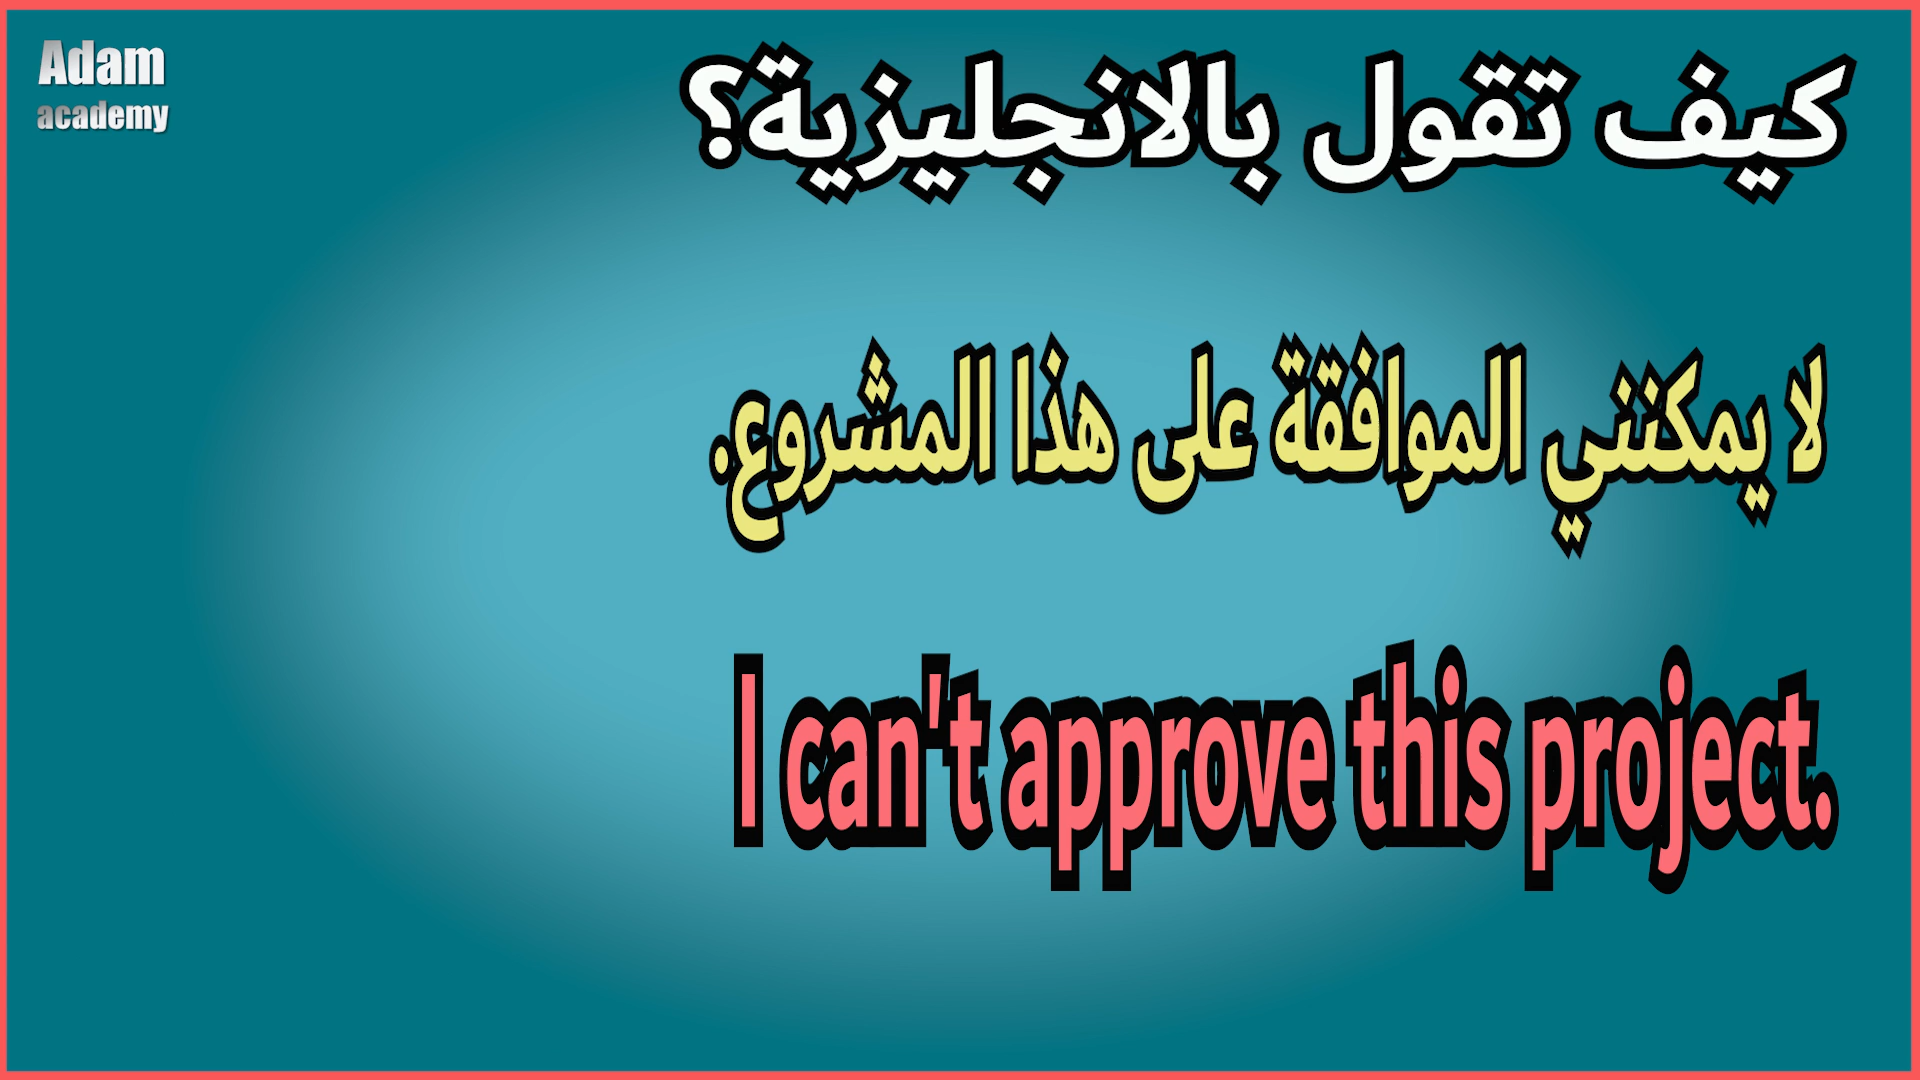 Adam
academy
كيف تقول بالانجليزية؟
لا يمكنني الموافقة على هذا المشروع.
I can't approve this project.